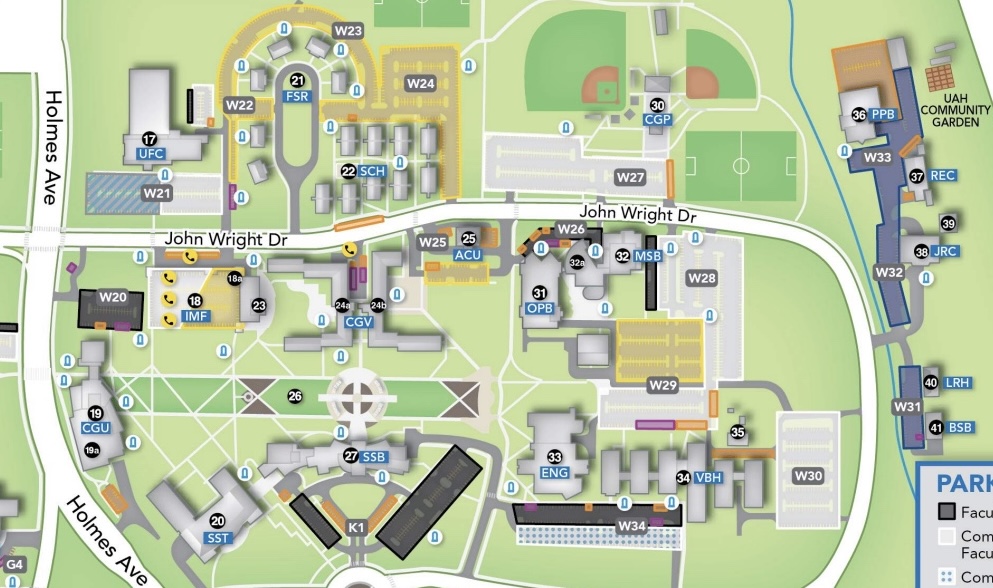 W23
W24
21
FSR
W22
30
CGP
UAH
COMMUNITY
GARDEN
36 PPB
Holmes Ave
17
UFC
W33
22 SCH
W27
37 REC
W21
John Wright Dr
John Wright Dr
39
W26
25
ACU
W25
38 JRC
32 MSB
32a
W32
W28
18a
18
IMF
23
24a
24b
CGV
31
OPB
W20
W29
40 LRH
26
W31
19
CGU
19a
41 BSB
35
27 SSB
33
ENG
34 VBH
W30
20
SST
K1
W34
Holmes Ave
G4
PARK
Facu
Com
Facu
Com